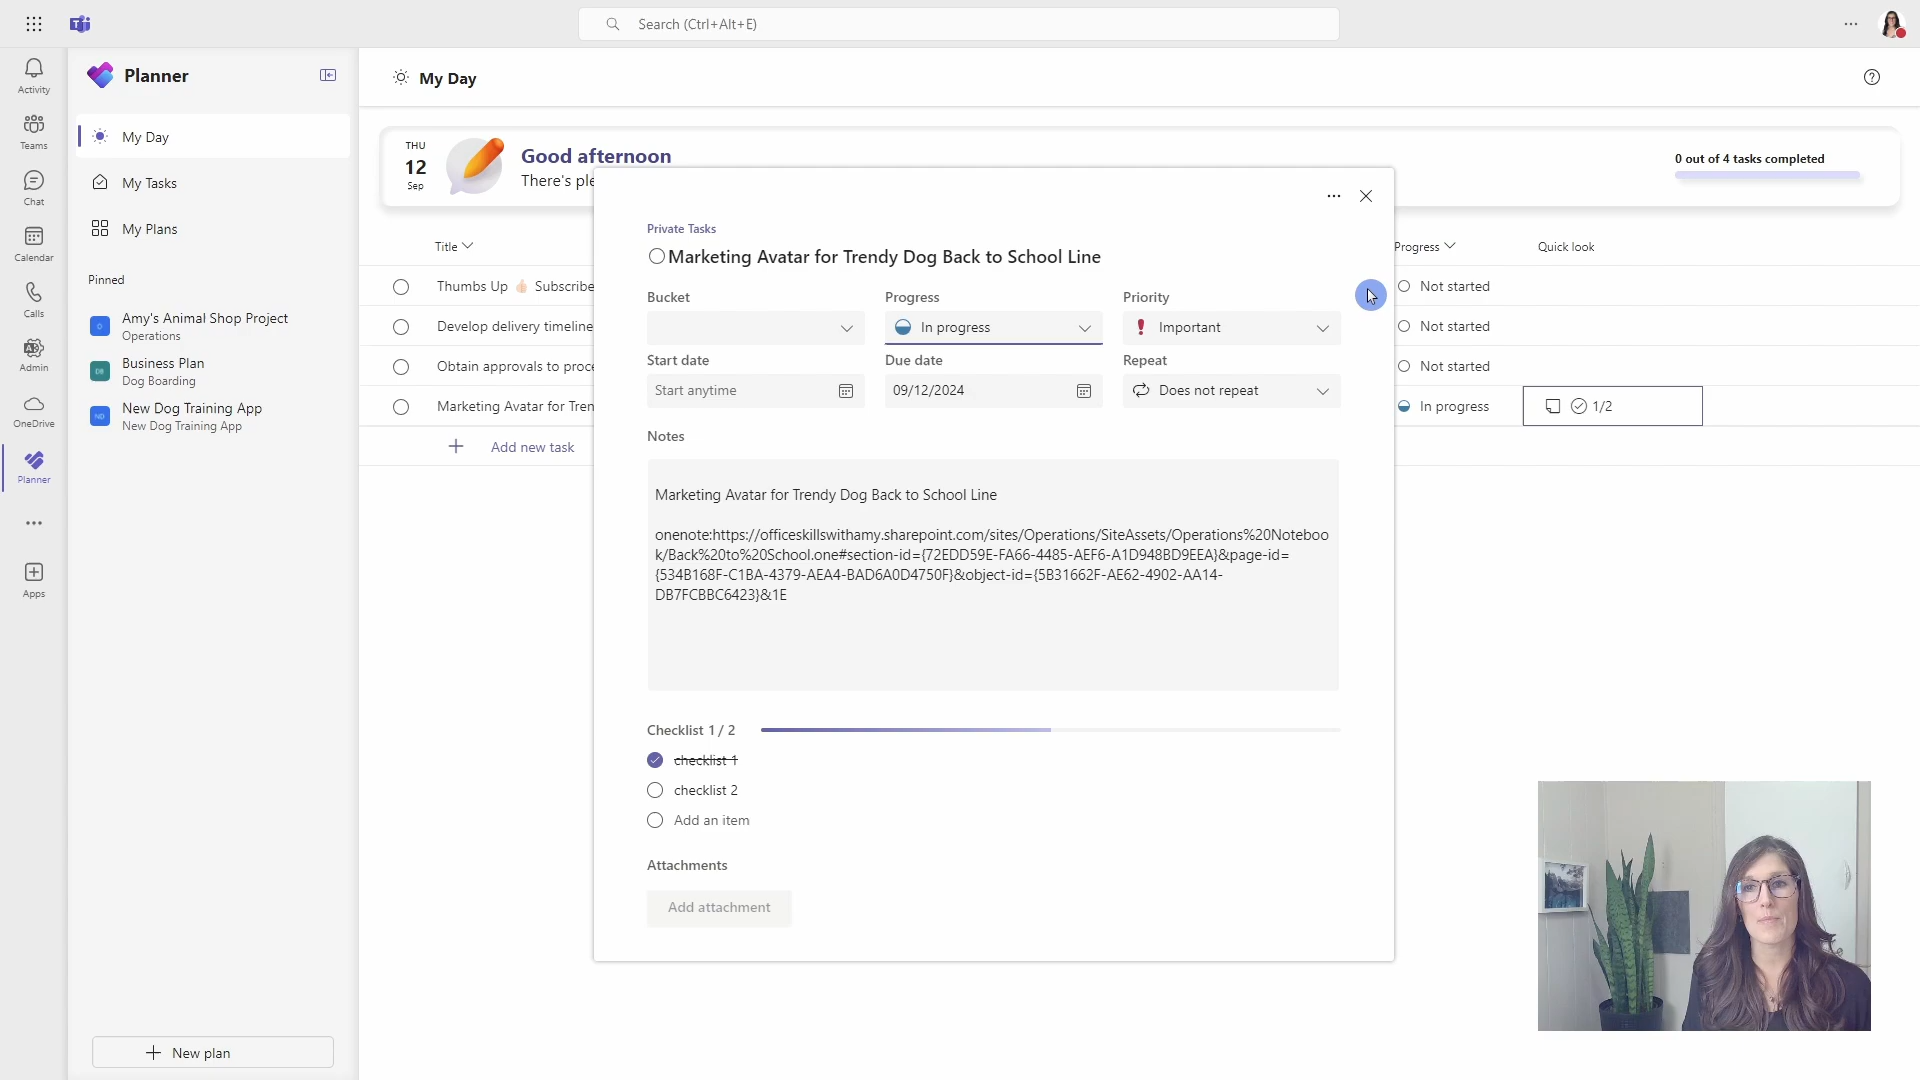 Search (Ctrl+Alt+E)
Activity
Teams
Chat
Calendar
Calls
Admin
OneDrive
Planner
Apps
Planner
My Day
My Tasks
My Plans
Pinned
Amy's Animal Shop Project
Operations
Business Plan
Dog Boarding
New Dog Training App
New Dog Training App
New plan
My Day
THU
12
Sep
Good afternoon
There's ple
0 out of 4 tasks completed
Title
Progress
Quick look
Thumbs Up 👍🏻 Subscribe
Not started
Develop delivery timeline
Not started
Obtain approvals to proce
Not started
Marketing Avatar for Tren
In progress
1/2
Add new task
Private Tasks
Marketing Avatar for Trendy Dog Back to School Line
Bucket
Progress
Priority
In progress
Important
Start date
Due date
Repeat
Start anytime
09/12/2024
Does not repeat
Notes
Marketing Avatar for Trendy Dog Back to School Line
onenote:https://officeskillswithamy.sharepoint.com/sites/Operations/SiteAssets/Operations%20Noteboo
k/Back%20to%20School.one#section-id={72EDD59E-FA66-4485-AEF6-A1D948BD9EEA}&page-id=
{534B168F-C1BA-4379-AEA4-BAD6A0D4750F}&object-id={5B31662F-AE62-4902-AA14-
DB7FCBBC6423}&1E
Checklist 1 / 2
checklist 1
checklist 2
Add an item
Attachments
Add attachment